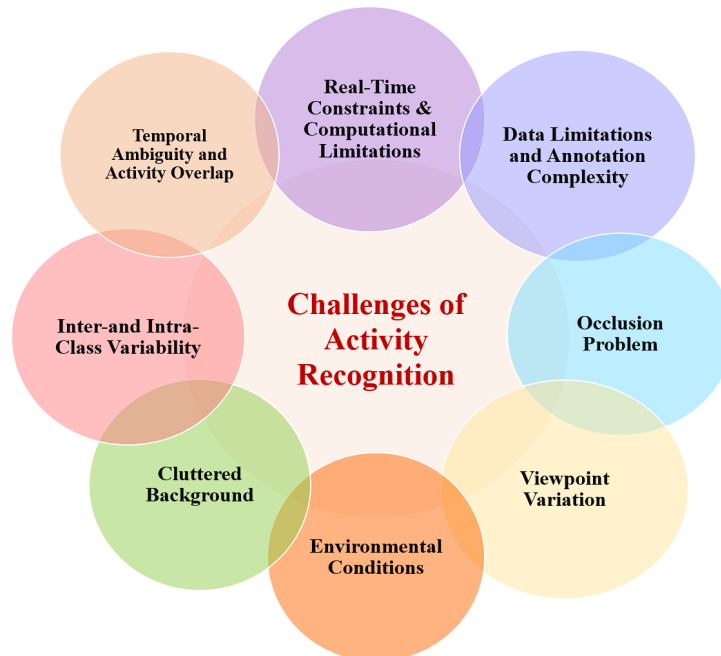 Real-Time
Constraints &
Computational
Limitations
Data Limitations
and Annotation
Complexity
Occlusion
Problem
Viewpoint
Variation
Environmental
Conditions
Cluttered
Background
Inter-and Intra-
Class Variability
Temporal
Ambiguity and
Activity Overlap
Challenges of
Activity
Recognition